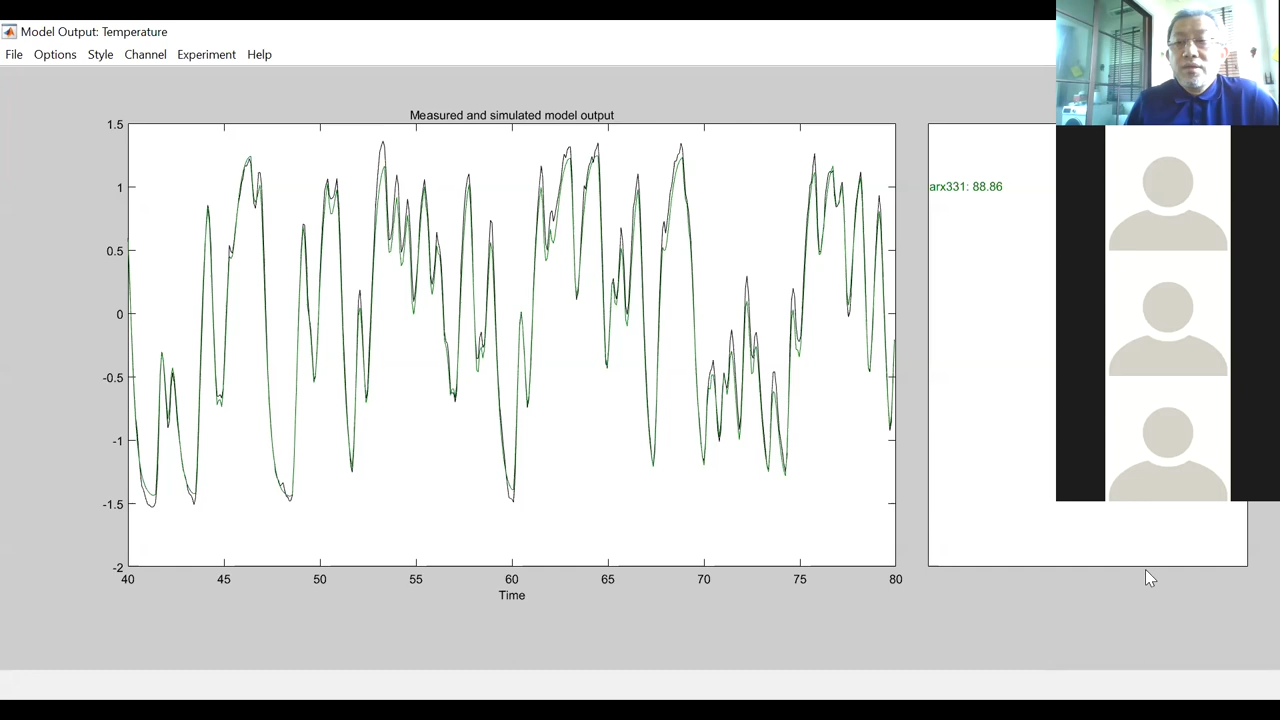 Model Output: Temperature
File Options Style Channel Experiment Help
Measured and simulated model output
1.5
1
0.5
0
-0.5
-1
-1.5
-2
40 45 50 55 60 65 70 75 80
Time
arx331: 88.86